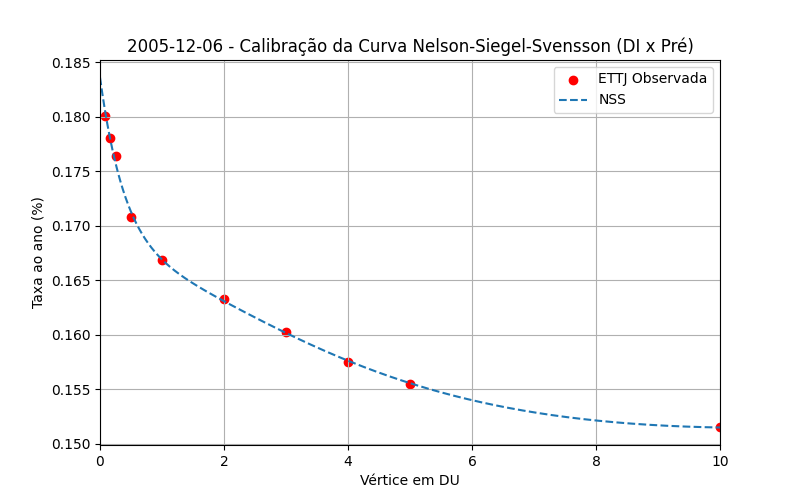 2005-12-06 - Calibração da Curva Nelson-Siegel-Svensson (DI x Pré)
ETTJ Observada
NSS
Taxa ao ano (%)
0.185
0.180
0.175
0.170
0.165
0.160
0.155
0.150
0 2 4 6 8 10
Vértice em DU